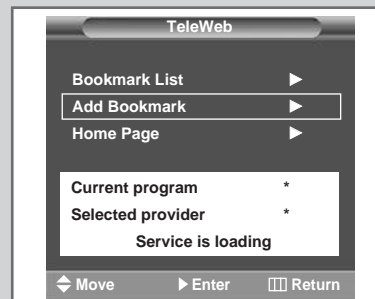 TeleWeb
Bookmark List ▶
Add Bookmark ▶
Home Page ▶
Current program *
Selected provider *
Service is loading
Move Enter Return